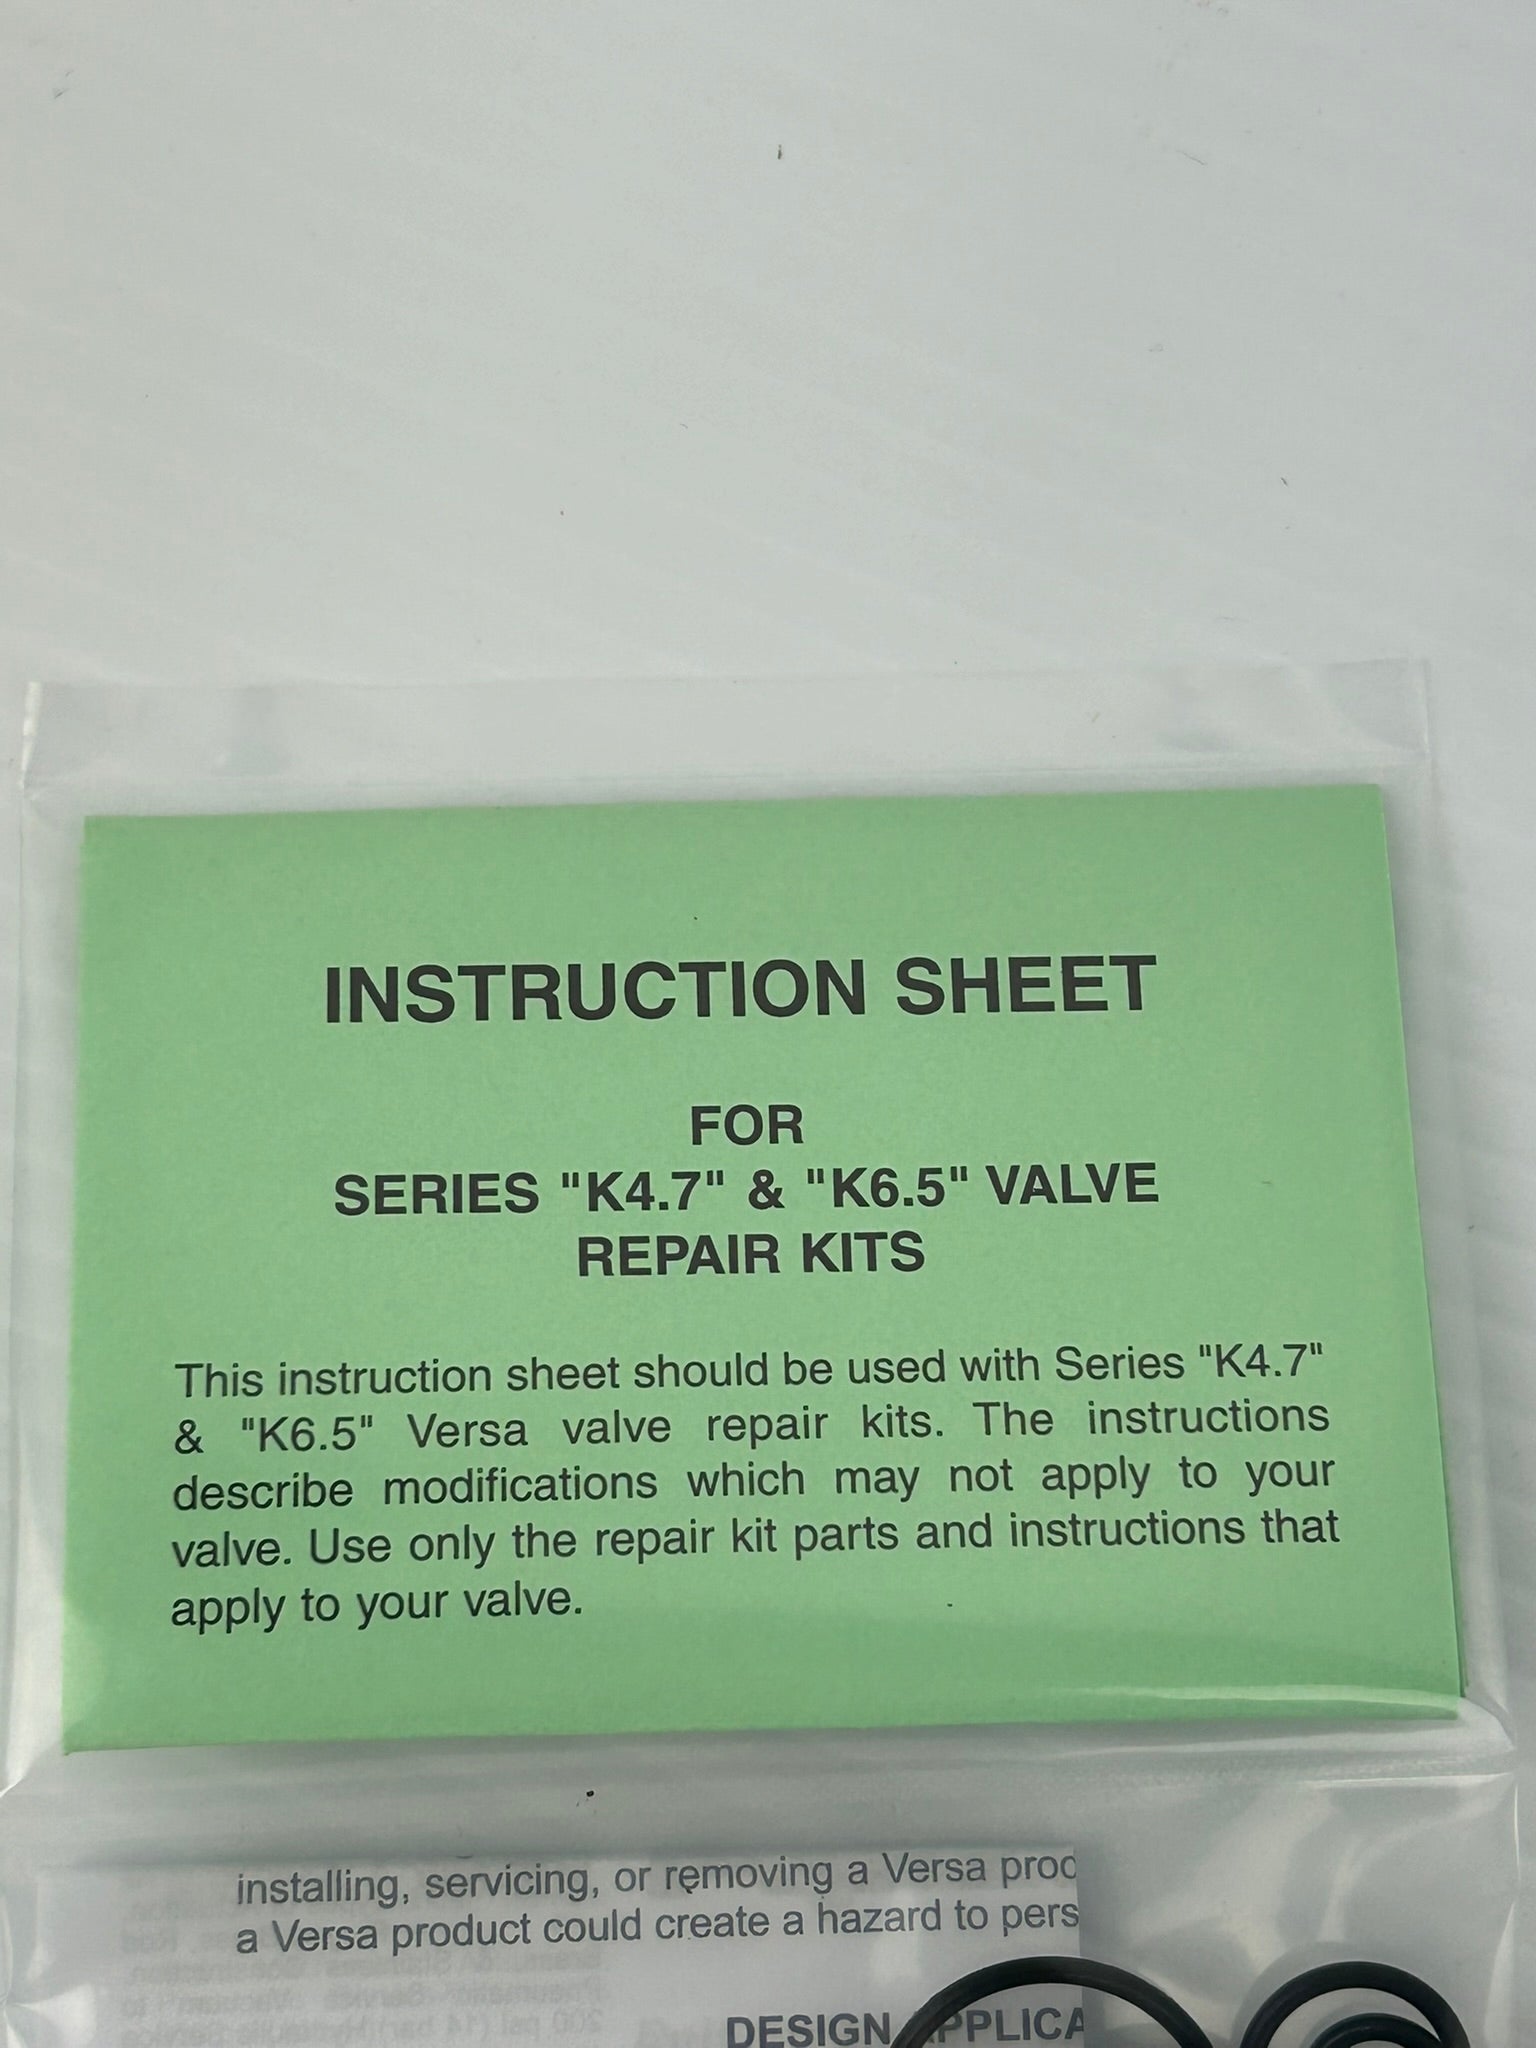 INSTRUCTION SHEET
FOR
SERIES "K4.7" & "K6.5" VALVE
REPAIR KITS
This instruction sheet should be used with Series "K4.7"
& "K6.5" Versa valve repair kits. The instructions
describe modifications which may not apply to your
valve. Use only the repair kit parts and instructions that
apply to your valve.
installing, servicing, or removing a Versa
a Versa product could create a hazard to
DESIGN